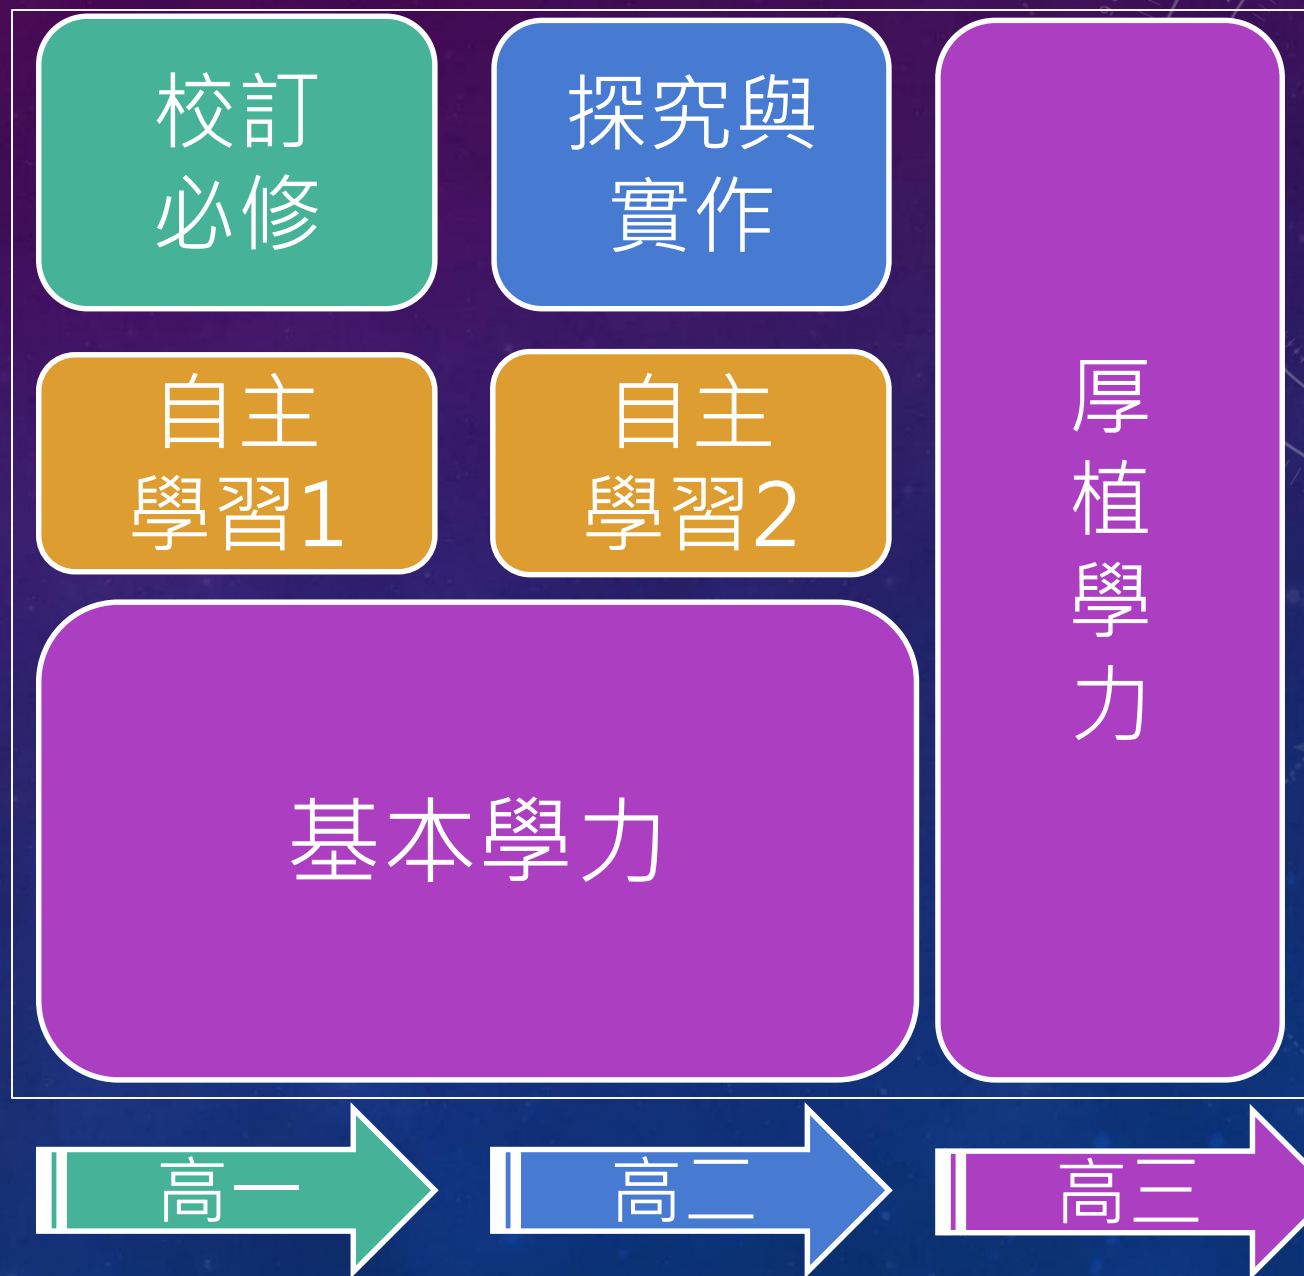 校訂
必修
探究與
實作
自主
學習1
自主
學習2
厚
植
學
力
基本學力
高一
高二
高三